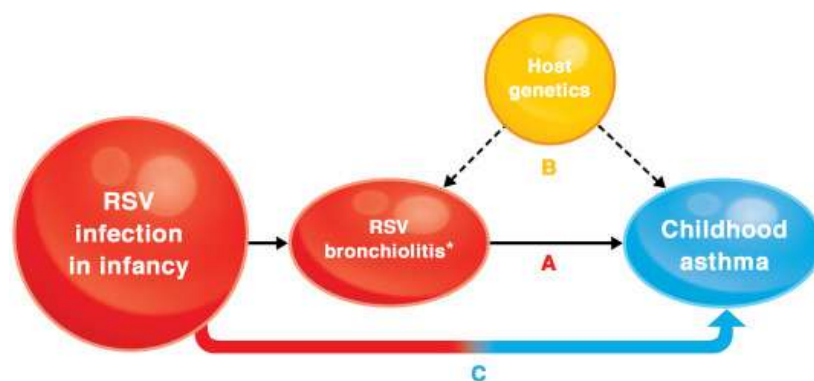 Host
genetics
B
RSV
infection
in infancy
RSV
bronchiolitis*
A
Childhood
asthma
C